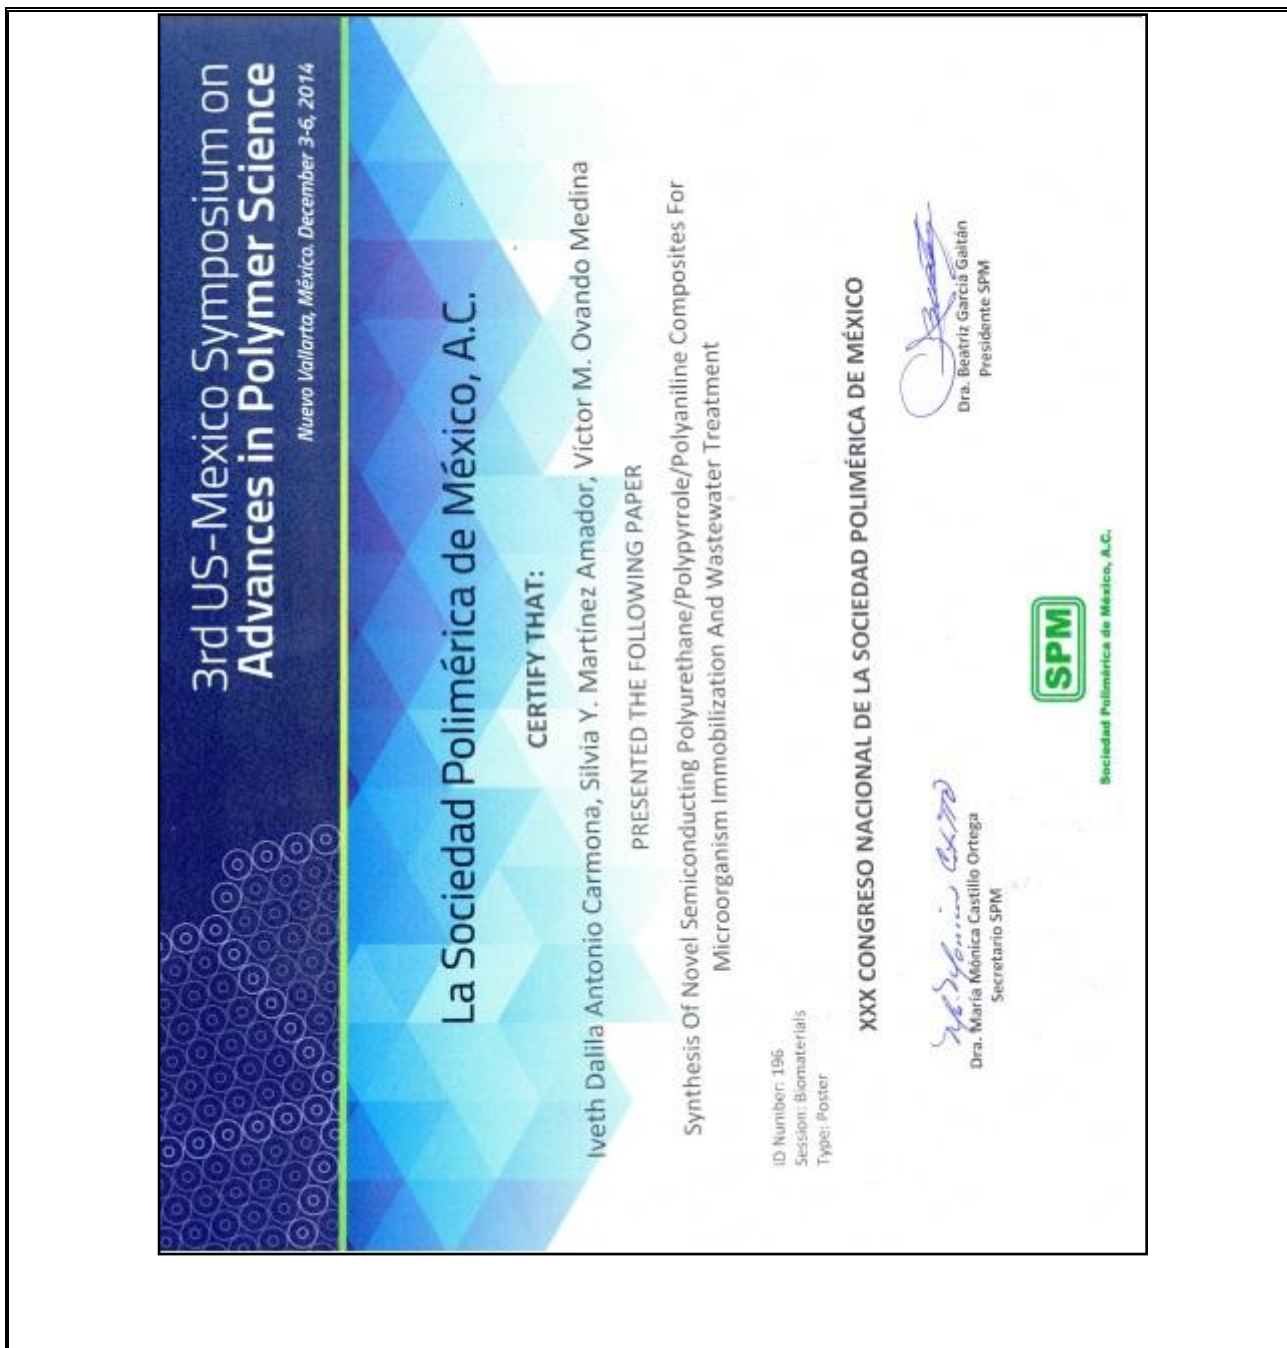 3rd US-Mexico Symposium on
Advances in Polymer Science
Nuevo Vallarta, México. December 3-6, 2014
La Sociedad Polimérica de México, A.C.
CERTIFY THAT:
Iveth Dalila Antonio Carmona, Silvia Y. Martínez Amador, Víctor M. Ovando Medina
PRESENTED THE FOLLOWING PAPER
Synthesis Of Novel Semiconducting Polyurethane/Polypyrrole/Polyaniline Composites For
Microorganism Immobilization And Wastewater Treatment
ID Number: 196
Session: Biomaterials
Type: Poster
XXX CONGRESO NACIONAL DE LA SOCIEDAD POLIMÉRICA DE MÉXICO
Dra. María Mónica Castillo Ortega
Secretario SPM
Dra. Beatriz García Gaitán
Presidente SPM
SPM
Sociedad Polimérica de México, A.C.